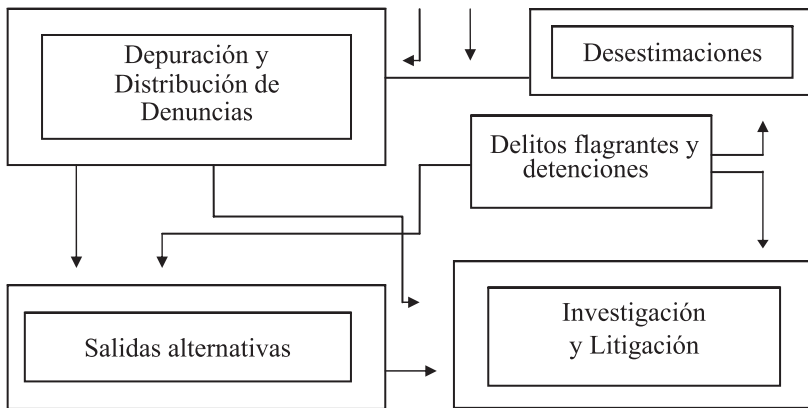 Depuración y
Distribución de
Denuncias
Desestimaciones
Delitos flagrantes y
detenciones
Salidas alternativas
Investigación
y Litigación